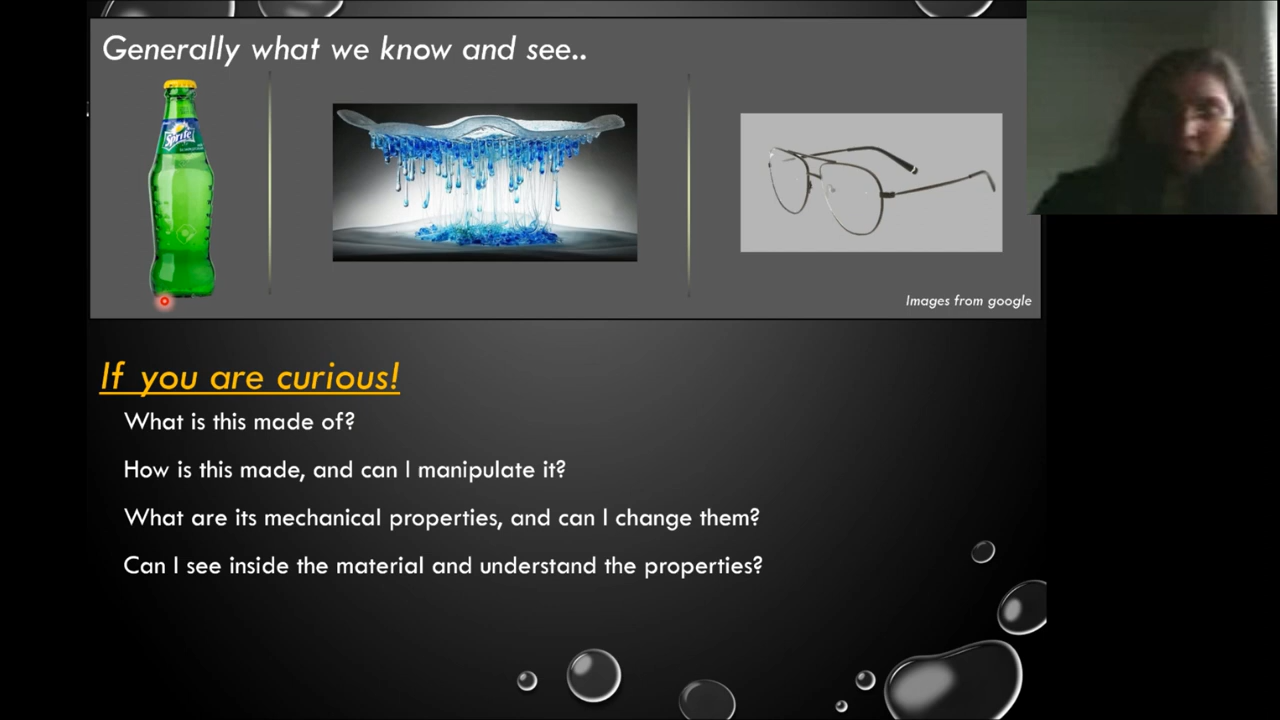 Generally what we know and see..
Sprite
Images from google
If you are curious!
What is this made of?
How is this made, and can I manipulate it?
What are its mechanical properties, and can I change them?
Can I see inside the material and understand the properties?